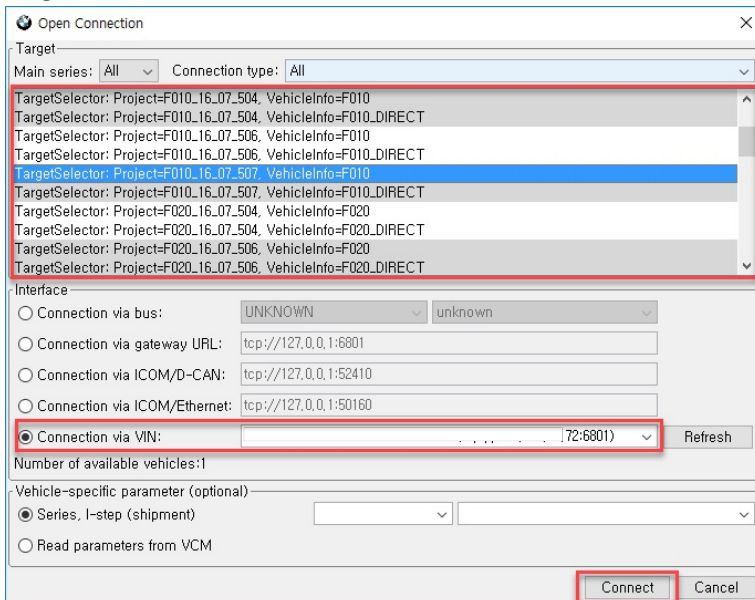 Open Connection
Target
Main series: All Connection type: All
TargetSelector: Project=F010_16_07_504, VehicleInfo=F010
TargetSelector: Project=F010_16_07_504, VehicleInfo=F010_DIRECT
TargetSelector: Project=F010_16_07_506, VehicleInfo=F010
TargetSelector: Project=F010_16_07_506, VehicleInfo=F010_DIRECT
TargetSelector: Project=F010_16_07_507, VehicleInfo=F010
TargetSelector: Project=F010_16_07_507, VehicleInfo=F010_DIRECT
TargetSelector: Project=F020_16_07_504, VehicleInfo=F020
TargetSelector: Project=F020_16_07_504, VehicleInfo=F020_DIRECT
TargetSelector: Project=F020_16_07_506, VehicleInfo=F020
TargetSelector: Project=F020_16_07_506, VehicleInfo=F020_DIRECT
Interface
Connection via bus: UNKNOWN unknown
Connection via gateway URL: tcp://127.0.0.1:6801
Connection via ICOM/D-CAN: tcp://127.0.0.1:52410
Connection via ICOM/Ethernet: tcp://127.0.0.1:50160
Connection via VIN: 72:6801) Refresh
Number of available vehicles:1
Vehicle-specific parameter (optional)
Series, I-step (shipment)
Read parameters from VCM
Connect Cancel